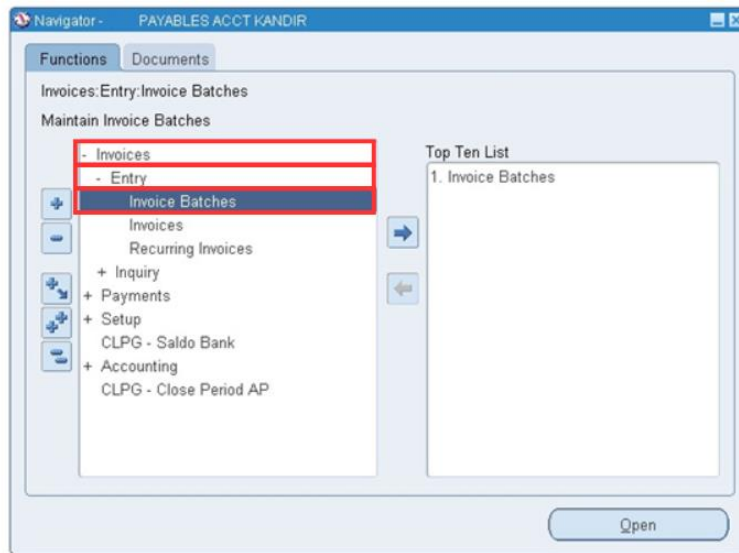 Navigator - PAYABLES ACCT KANDIR
Functions Documents
Invoices:Entry:Invoice Batches
Maintain Invoice Batches
- Invoices
- Entry
Invoice Batches
Invoices
Recurring Invoices
+ Inquiry
+ Payments
+ Setup
CLPG - Saldo Bank
+ Accounting
CLPG - Close Period AP
Top Ten List
1. Invoice Batches
Open